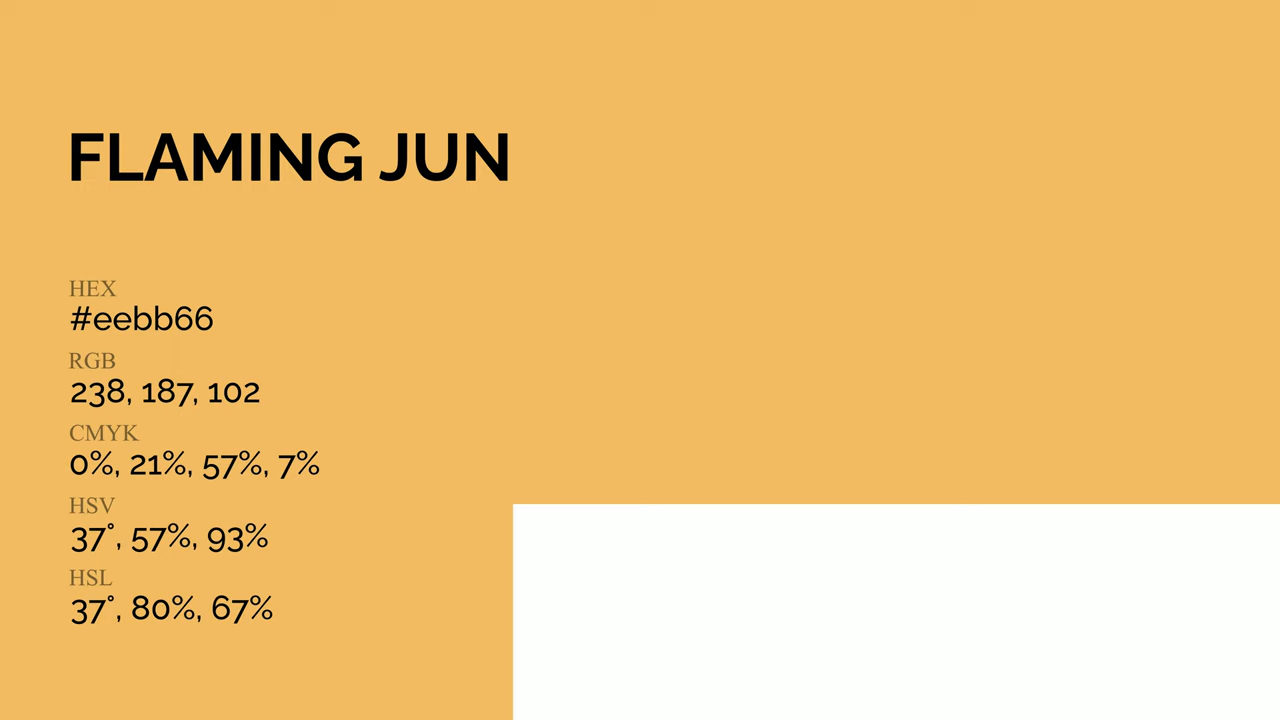 FLAMING JUN
HEX
#eebb66
RGB
238, 187, 102
CMYK
0%, 21%, 57%, 7%
HSV
37°, 57%, 93%
HSL
37°, 80%, 67%